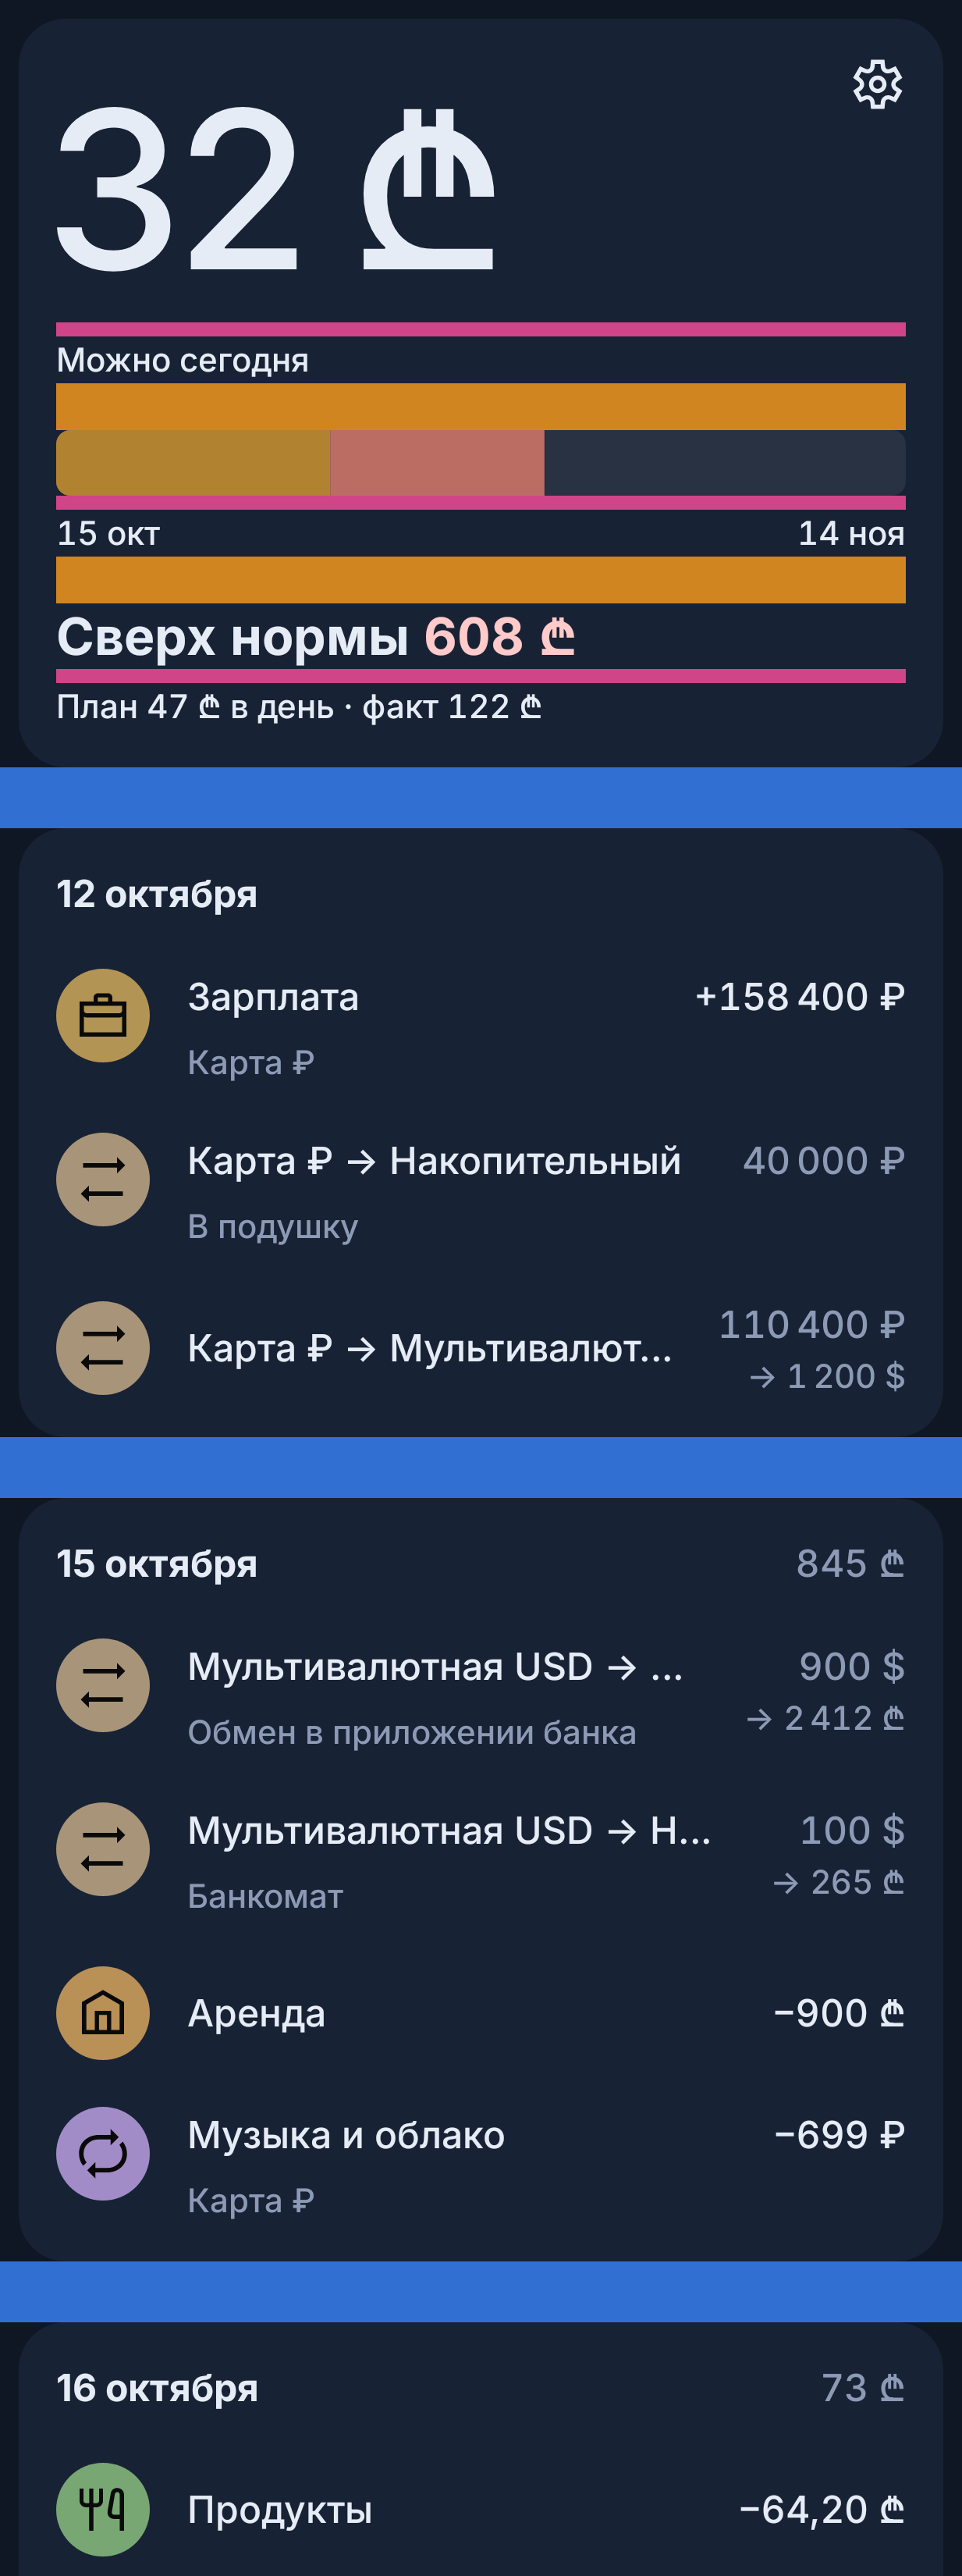 32 ₾
Можно сегодня
15 окт 14 ноя
Сверх нормы 608 ₾
План 47 ₾ в день · факт 122 ₾
12 октября
Зарплата +158 400 ₽
Карта ₽
Карта ₽ → Накопительный 40 000 ₽
В подушку
Карта ₽ → Мультивалют... 110 400 ₽
→ 1 200 $
15 октября 845 ₾
Мультивалютная USD → ... 900 $
Обмен в приложении банка → 2 412 ₾
Мультивалютная USD → Н... 100 $
Банкомат → 265 ₾
Аренда −900 ₾
Музыка и облако −699 ₽
Карта ₽
16 октября 73 ₾
Продукты −64,20 ₾